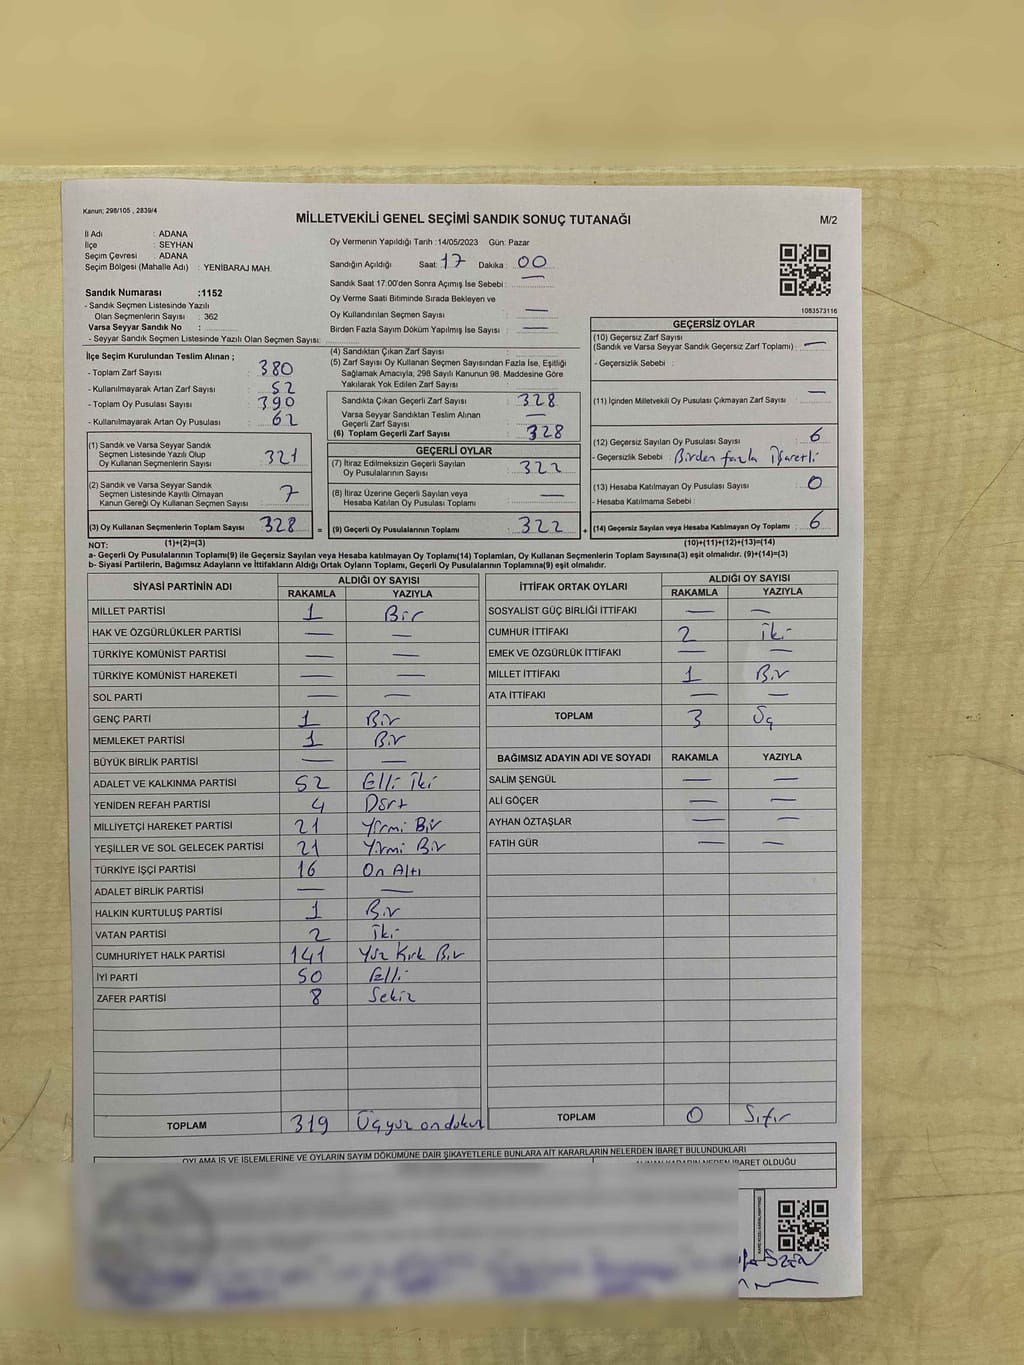 Kanun; 298/105 , 2839/4
MİLLETVEKİLİ GENEL SEÇİMİ SANDIK SONUÇ TUTANAĞI
M/2
İl Adı : ADANA
İlçe : SEYHAN
Seçim Çevresi : ADANA
Seçim Bölgesi (Mahalle Adı) : YENİBARAJ MAH.
Oy Vermenin Yapıldığı Tarih :14/05/2023 Gün: Pazar
Sandığın Açıldığı Saat: 17 Dakika : 00
Sandık Saat 17:00'den Sonra Açımış İse Sebebi : —
Oy Verme Saati Bitiminde Sırada Bekleyen ve
Oy Kullandırılan Seçmen Sayısı : —
Birden Fazla Sayım Döküm Yapılmış İse Sayısı : —
1083573116
Sandık Numarası :1152
- Sandık Seçmen Listesinde Yazılı
Olan Seçmenlerin Sayısı : 362
Varsa Seyyar Sandık No :
- Seyyar Sandık Seçmen Listesinde Yazılı Olan Seçmen Sayısı:
İlçe Seçim Kurulundan Teslim Alınan ;
- Toplam Zarf Sayısı : 380
- Kullanılmayarak Artan Zarf Sayısı : 52
- Toplam Oy Pusulası Sayısı : 390
- Kullanılmayarak Artan Oy Pusulası : 62
(1) Sandık ve Varsa Seyyar Sandık
Seçmen Listesinde Yazılı Olup
Oy Kullanan Seçmenlerin Sayısı : 321
(2) Sandık ve Varsa Seyyar Sandık
Seçmen Listesinde Kayıtlı Olmayan
Kanun Gereği Oy Kullanan Seçmen Sayısı : 7
(3) Oy Kullanan Seçmenlerin Toplam Sayısı : 328 =
(1)+(2)=(3)
(4) Sandıktan Çıkan Zarf Sayısı :
(5) Zarf Sayısı Oy Kullanan Seçmen Sayısından Fazla İse, Eşitliği
Sağlamak Amacıyla, 298 Sayılı Kanunun 98. Maddesine Göre
Yakılarak Yok Edilen Zarf Sayısı :
Sandıkta Çıkan Geçerli Zarf Sayısı : 328
Varsa Seyyar Sandıktan Teslim Alınan
Geçerli Zarf Sayısı : —
(6) Toplam Geçerli Zarf Sayısı : 328
GEÇERLİ OYLAR
(7) İtiraz Edilmeksizin Geçerli Sayılan
Oy Pusulalarının Sayısı : 322
(8) İtiraz Üzerine Geçerli Sayılan veya
Hesaba Katılan Oy Pusulası Toplamı : —
(9) Geçerli Oy Pusulalarının Toplamı : 322 +
GEÇERSİZ OYLAR
(10) Geçersiz Zarf Sayısı
(Sandık ve Varsa Seyyar Sandık Geçersiz Zarf Toplamı) : —
- Geçersizlik Sebebi :
(11) İçinden Milletvekili Oy Pusulası Çıkmayan Zarf Sayısı : —
(12) Geçersiz Sayılan Oy Pusulası Sayısı : 6
- Geçersizlik Sebebi : Birden fazla İşaretli
(13) Hesaba Katılmayan Oy Pusulası Sayısı : 0
- Hesaba Katılmama Sebebi :
(14) Geçersiz Sayılan veya Hesaba Katılmayan Oy Toplamı : 6
(10)+(11)+(12)+(13)=(14)
NOT:
a- Geçerli Oy Pusulalarının Toplamı(9) ile Geçersiz Sayılan veya Hesaba katılmayan Oy Toplamı(14) Toplamları, Oy Kullanan Seçmenlerin Toplam Sayısına(3) eşit olmalıdır. (9)+(14)=(3)
b- Siyasi Partilerin, Bağımsız Adayların ve İttifakların Aldığı Ortak Oyların Toplamı, Geçerli Oy Pusulalarının Toplamına(9) eşit olmalıdır.
SİYASİ PARTİNİN ADI ALDIĞI OY SAYISI
RAKAMLA YAZIYLA
MİLLET PARTİSİ 1 Bir
HAK VE ÖZGÜRLÜKLER PARTİSİ — —
TÜRKİYE KOMÜNİST PARTİSİ — —
TÜRKİYE KOMÜNİST HAREKETİ — —
SOL PARTİ — —
GENÇ PARTİ 1 Bir
MEMLEKET PARTİSİ 1 Bir
BÜYÜK BİRLİK PARTİSİ — —
ADALET VE KALKINMA PARTİSİ 52 Elli İki
YENİDEN REFAH PARTİSİ 4 Dört
MİLLİYETÇİ HAREKET PARTİSİ 21 Yirmi Bir
YEŞİLLER VE SOL GELECEK PARTİSİ 21 Yirmi Bir
TÜRKİYE İŞÇİ PARTİSİ 16 On Altı
ADALET BİRLİK PARTİSİ — —
HALKIN KURTULUŞ PARTİSİ 1 Bir
VATAN PARTİSİ 2 İki
CUMHURİYET HALK PARTİSİ 141 Yüz Kırk Bir
İYİ PARTİ 50 Elli
ZAFER PARTİSİ 8 Sekiz
TOPLAM 319 Üçyüz ondokuz
İTTİFAK ORTAK OYLARI ALDIĞI OY SAYISI
RAKAMLA YAZIYLA
SOSYALİST GÜÇ BİRLİĞİ İTTİFAKI — —
CUMHUR İTTİFAKI 2 İki
EMEK VE ÖZGÜRLÜK İTTİFAKI — —
MİLLET İTTİFAKI 1 Bir
ATA İTTİFAKI — —
TOPLAM 3 Üç
BAĞIMSIZ ADAYIN ADI VE SOYADI RAKAMLA YAZIYLA
SALİM ŞENGÜL — —
ALİ GÖÇER — —
AYHAN ÖZTAŞLAR — —
FATİH GÜR — —
TOPLAM 0 Sıfır
OYLAMA İŞ VE İŞLEMLERİNE VE OYLARIN SAYIM DÖKÜMÜNE DAİR ŞİKAYETLERLE BUNLARA AİT KARARLARIN NELERDEN İBARET BULUNDUKLARI
ALINAN KARARIN NEDEN İBARET OLDUĞU